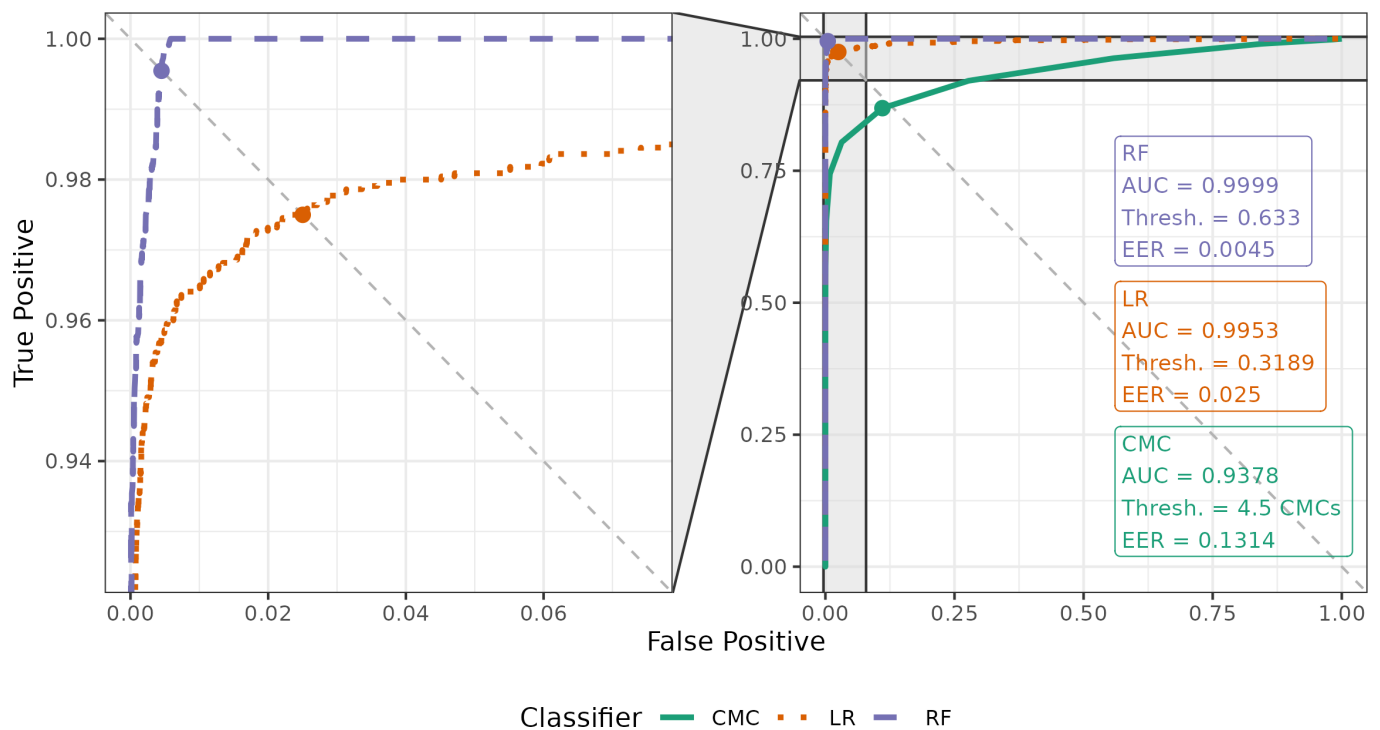 True Positive
1.00
0.98
0.96
0.94
0.00
0.02
0.04
0.06
1.00
0.75
0.50
0.25
0.00
0.00
0.25
0.50
0.75
1.00
RF
AUC = 0.9999
Thresh. = 0.633
EER = 0.0045
LR
AUC = 0.9953
Thresh. = 0.3189
EER = 0.025
CMC
AUC = 0.9378
Thresh. = 4.5 CMCs
EER = 0.1314
False Positive
Classifier CMC LR RF